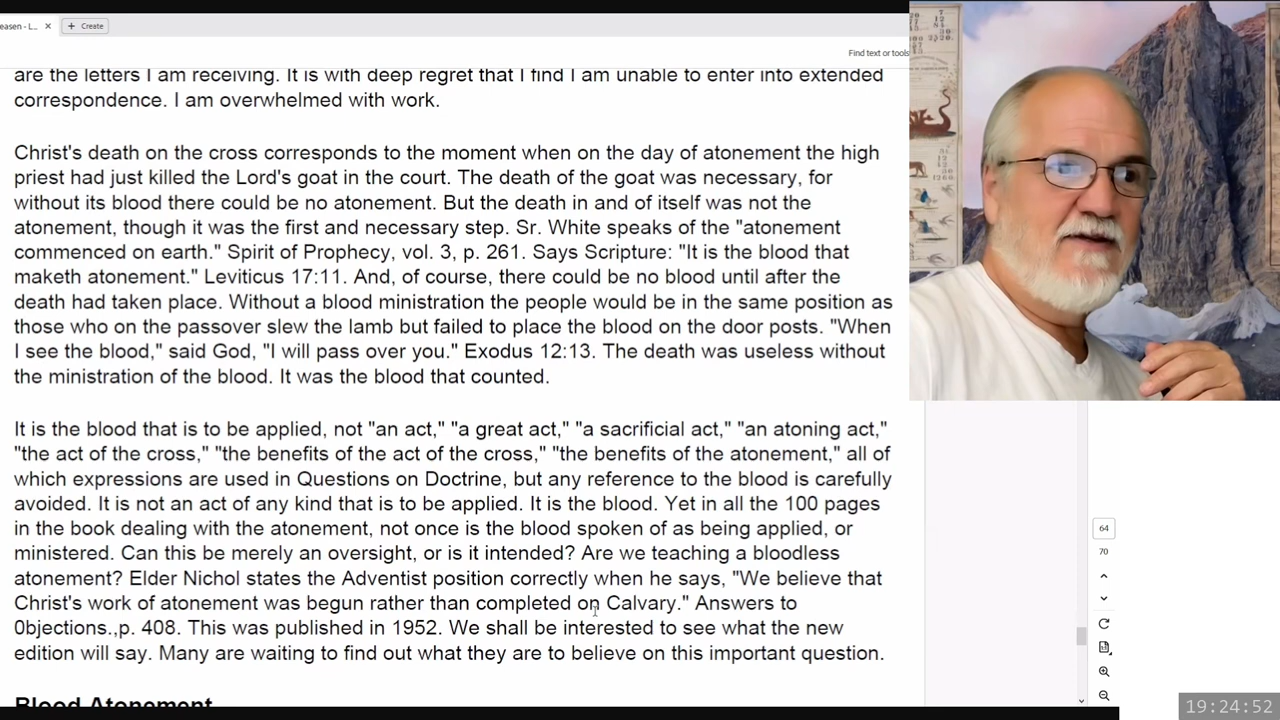 easen - L...
Create
Find text or tools
are the letters I am receiving. It is with deep regret that I find I am unable to enter into extended
correspondence. I am overwhelmed with work.
Christ's death on the cross corresponds to the moment when on the day of atonement the high
priest had just killed the Lord's goat in the court. The death of the goat was necessary, for
without its blood there could be no atonement. But the death in and of itself was not the
atonement, though it was the first and necessary step. Sr. White speaks of the "atonement
commenced on earth." Spirit of Prophecy, vol. 3, p. 261. Says Scripture: "It is the blood that
maketh atonement." Leviticus 17:11. And, of course, there could be no blood until after the
death had taken place. Without a blood ministration the people would be in the same position as
those who on the passover slew the lamb but failed to place the blood on the door posts. "When
I see the blood," said God, "I will pass over you." Exodus 12:13. The death was useless without
the ministration of the blood. It was the blood that counted.
It is the blood that is to be applied, not "an act," "a great act," "a sacrificial act," "an atoning act,"
"the act of the cross," "the benefits of the act of the cross," "the benefits of the atonement," all of
which expressions are used in Questions on Doctrine, but any reference to the blood is carefully
avoided. It is not an act of any kind that is to be applied. It is the blood. Yet in all the 100 pages
in the book dealing with the atonement, not once is the blood spoken of as being applied, or
ministered. Can this be merely an oversight, or is it intended? Are we teaching a bloodless
atonement? Elder Nichol states the Adventist position correctly when he says, "We believe that
Christ's work of atonement was begun rather than completed on Calvary." Answers to
0bjections.,p. 408. This was published in 1952. We shall be interested to see what the new
edition will say. Many are waiting to find out what they are to believe on this important question.
Blood Atonement
64
70
19:24:52